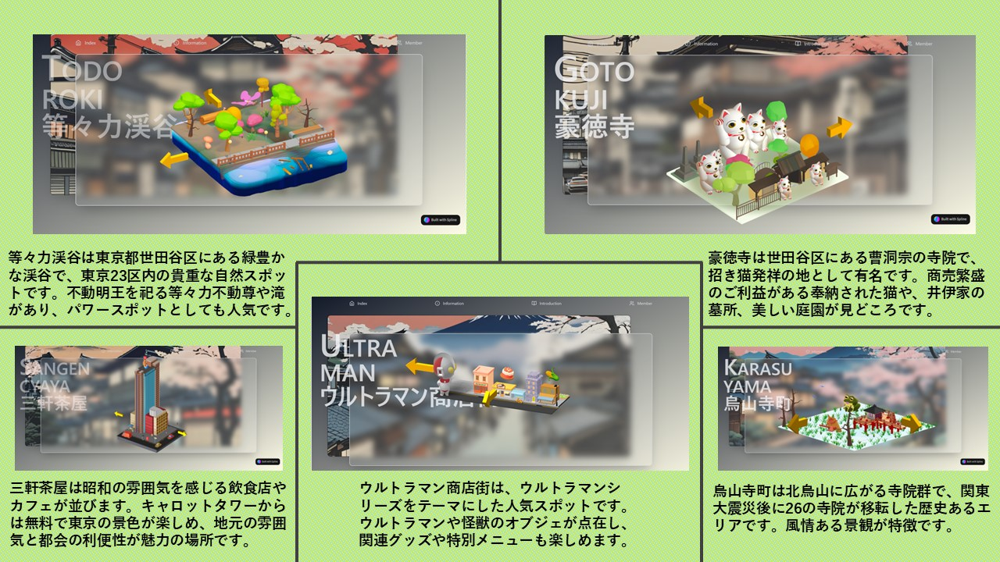 Index
Information
Member
TODO
ROKI
等々力渓谷
Built with Spline
等々力渓谷は東京都世田谷区にある緑豊か
な渓谷で、東京23区内の貴重な自然スポッ
トです。不動明王を祀る等々力不動尊や滝
があり、パワースポットとしても人気です。
Information
Member
GOTO
KUJI
豪徳寺
Built with Spline
豪徳寺は世田谷区にある曹洞宗の寺院で、
招き猫発祥の地として有名です。商売繁盛
のご利益がある奉納された猫や、井伊家の
墓所、美しい庭園が見どころです。
SANGEN
CYAYA
三軒茶屋
Built with Spline
三軒茶屋は昭和の雰囲気を感じる飲食店や
カフェが並びます。キャロットタワーから
は無料で東京の景色が楽しめ、地元の雰囲
気と都会の利便性が魅力の場所です。
Index
Information
Introduction
Member
ULTRA
MAN
ウルトラマン商店
ウルトラマン商店街は、ウルトラマンシ
リーズをテーマにした人気スポットです。
ウルトラマンや怪獣のオブジェが点在し、
関連グッズや特別メニューも楽しめます。
KARASU
YAMA
烏山寺町
Built with Spline
烏山寺町は北烏山に広がる寺院群で、関東
大震災後に26の寺院が移転した歴史あるエ
リアです。風情ある景観が特徴です。